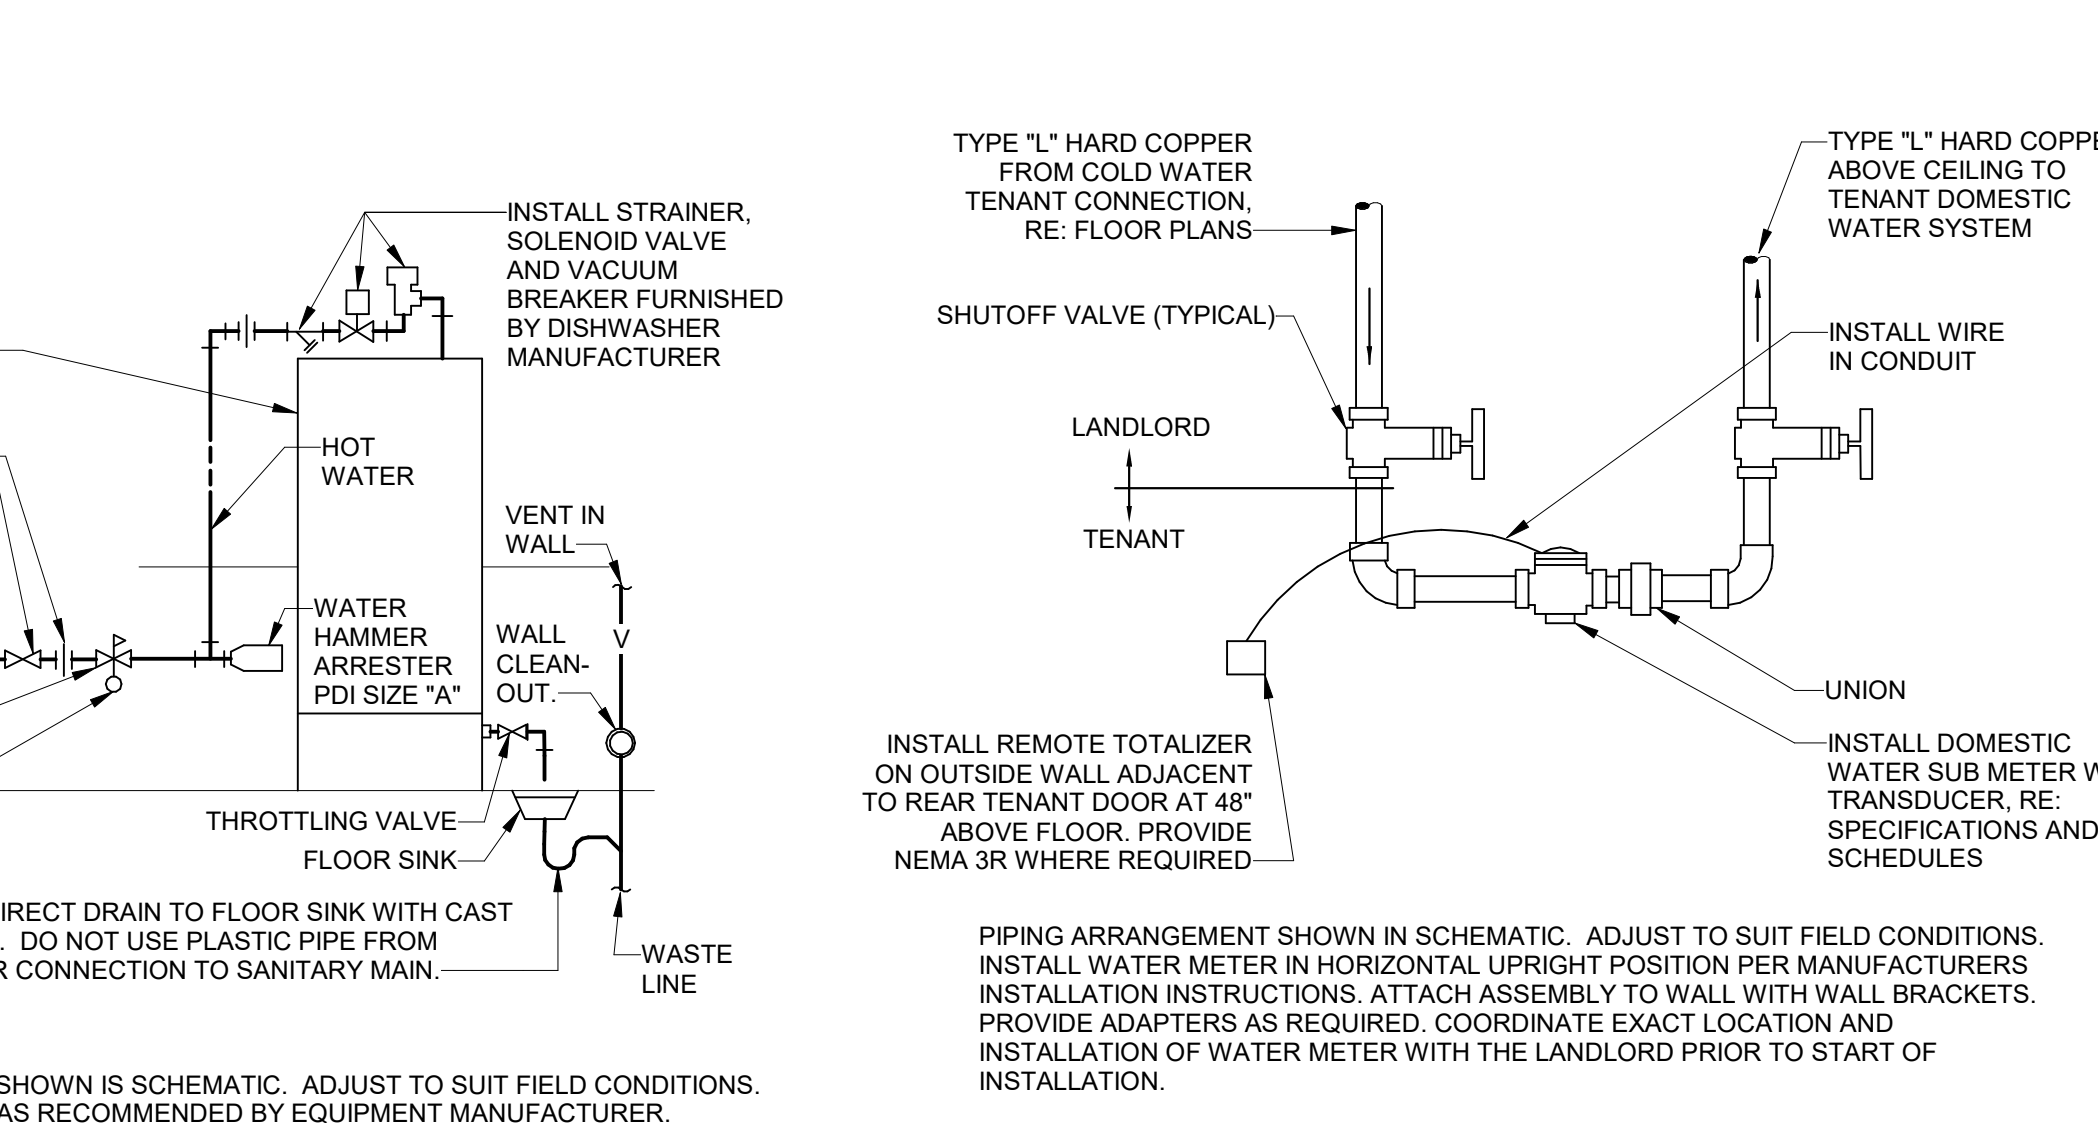 INSTALL STRAINER,
SOLENOID VALVE
AND VACUUM
BREAKER FURNISHED
BY DISHWASHER
MANUFACTURER
HOT
WATER
VENT IN
WALL
WATER
HAMMER
ARRESTER
PDI SIZE "A"
WALL
CLEAN-
OUT.
V
THROTTLING VALVE
FLOOR SINK
DRAIN TO FLOOR SINK WITH CAST
. DO NOT USE PLASTIC PIPE FROM
CONNECTION TO SANITARY MAIN.
WASTE
LINE
SHOWN IS SCHEMATIC. ADJUST TO SUIT FIELD CONDITIONS.
AS RECOMMENDED BY EQUIPMENT MANUFACTURER.
TYPE "L" HARD COPPER
FROM COLD WATER
TENANT CONNECTION,
RE: FLOOR PLANS
SHUTOFF VALVE (TYPICAL)
LANDLORD
TENANT
TYPE "L" HARD
ABOVE CEILING TO
TENANT DOMESTIC
WATER SYSTEM
INSTALL WIRE
IN CONDUIT
UNION
INSTALL DOMESTIC
WATER SUB METER
TRANSDUCER, RE:
SPECIFICATIONS AND
SCHEDULES
INSTALL REMOTE TOTALIZER
ON OUTSIDE WALL ADJACENT
TO REAR TENANT DOOR AT 48"
ABOVE FLOOR. PROVIDE
NEMA 3R WHERE REQUIRED
PIPING ARRANGEMENT SHOWN IN SCHEMATIC. ADJUST TO SUIT FIELD CONDITIONS.
INSTALL WATER METER IN HORIZONTAL UPRIGHT POSITION PER MANUFACTURERS
INSTALLATION INSTRUCTIONS. ATTACH ASSEMBLY TO WALL WITH WALL BRACKETS.
PROVIDE ADAPTERS AS REQUIRED. COORDINATE EXACT LOCATION AND
INSTALLATION OF WATER METER WITH THE LANDLORD PRIOR TO START OF
INSTALLATION.